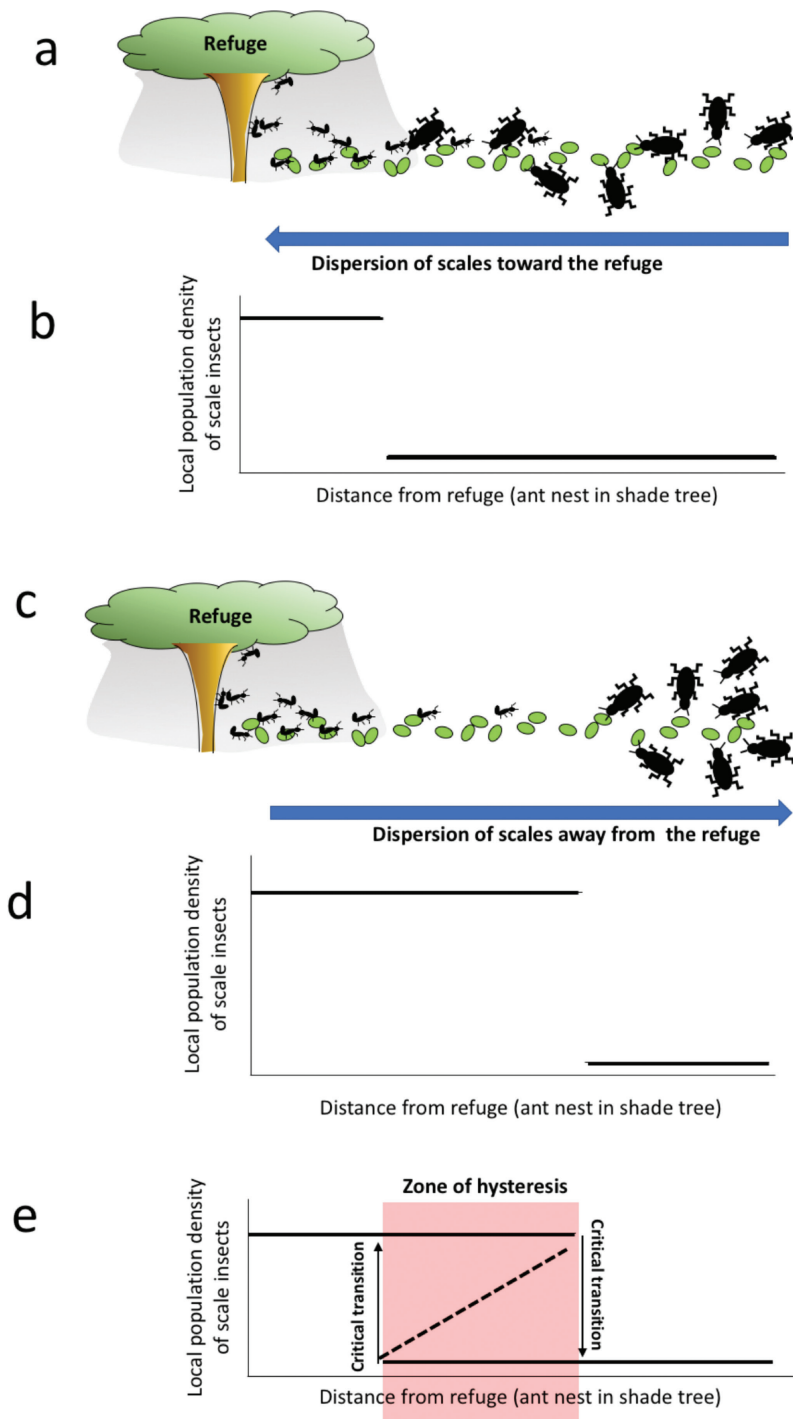 a
Refuge
Dispersion of scales toward the refuge
b
Local population density
of scale insects
Distance from refuge (ant nest in shade tree)
c
Refuge
Dispersion of scales away from  the refuge
d
Local population density
of scale insects
Distance from refuge (ant nest in shade tree)
e
Zone of hysteresis
Local population density
of scale insects
Critical transition
Critical transition
Distance from refuge (ant nest in shade tree)